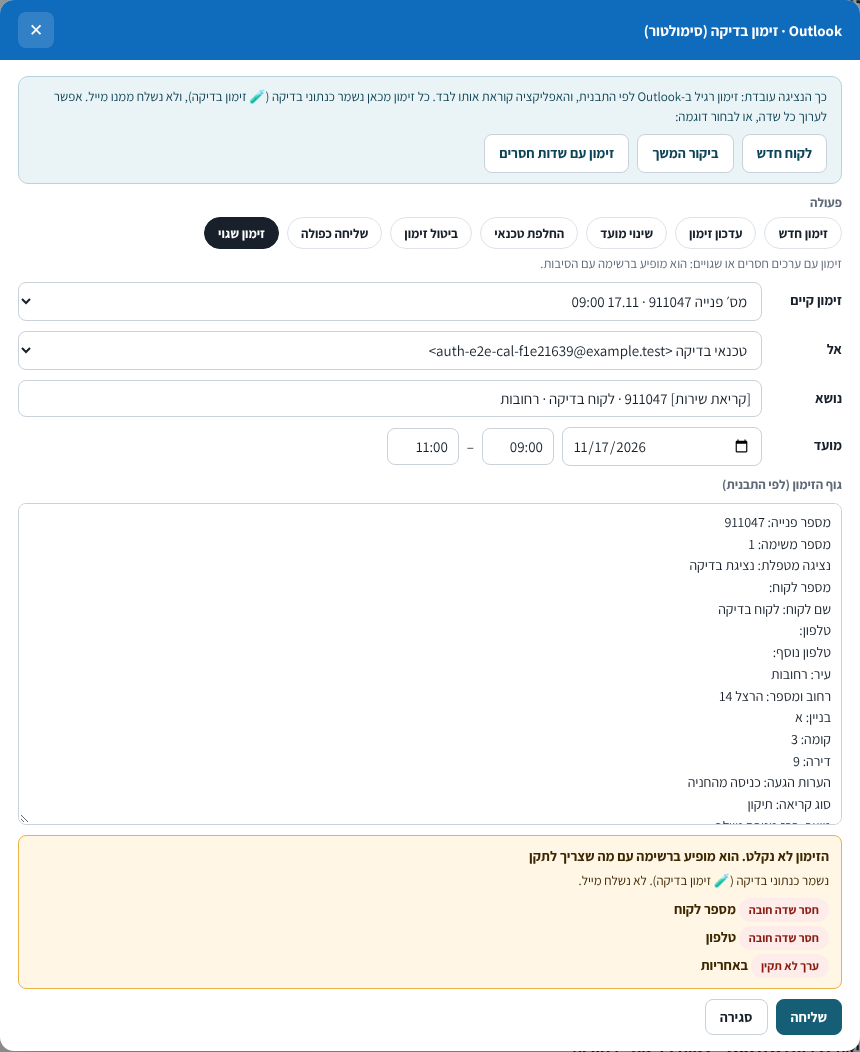 Outlook · זימון בדיקה (סימולטור)
✕
כך הנציגה עובדת: זימון רגיל ב-Outlook לפי התבנית, והאפליקציה קוראת אותו לבד. כל זימון מכאן נשמר כנתוני בדיקה (🧪 זימון בדיקה), ולא נשלח ממנו מייל. אפשר
לערוך כל שדה, או לבחור דוגמה:
לקוח חדש
ביקור המשך
זימון עם שדות חסרים
פעולה
זימון חדש
עדכון זימון
שינוי מועד
החלפת טכנאי
ביטול זימון
שליחה כפולה
זימון שגוי
זימון עם ערכים חסרים או שגויים: הוא מופיע ברשימה עם הסיבות.
זימון קיים
מס׳ פנייה 911047 · 17.11 09:00
אל
טכנאי בדיקה <auth-e2e-cal-f1e21639@example.test>
נושא
[קריאת שירות] 911047 · לקוח בדיקה · רחובות
מועד
11/17/2026
09:00
–
11:00
גוף הזימון (לפי התבנית)
מספר פנייה: 911047
מספר משימה: 1
נציגה מטפלת: נציגת בדיקה
מספר לקוח:
שם לקוח: לקוח בדיקה
טלפון:
טלפון נוסף:
עיר: רחובות
רחוב ומספר: הרצל 14
בניין: א
קומה: 3
דירה: 9
הערות הגעה: כניסה מהחניה
סוג קריאה: תיקון
הזימון לא נקלט. הוא מופיע ברשימה עם מה שצריך לתקן
נשמר כנתוני בדיקה (🧪 זימון בדיקה). לא נשלח מייל.
חסר שדה חובה מספר לקוח
חסר שדה חובה טלפון
ערך לא תקין באחריות
שליחה
סגירה